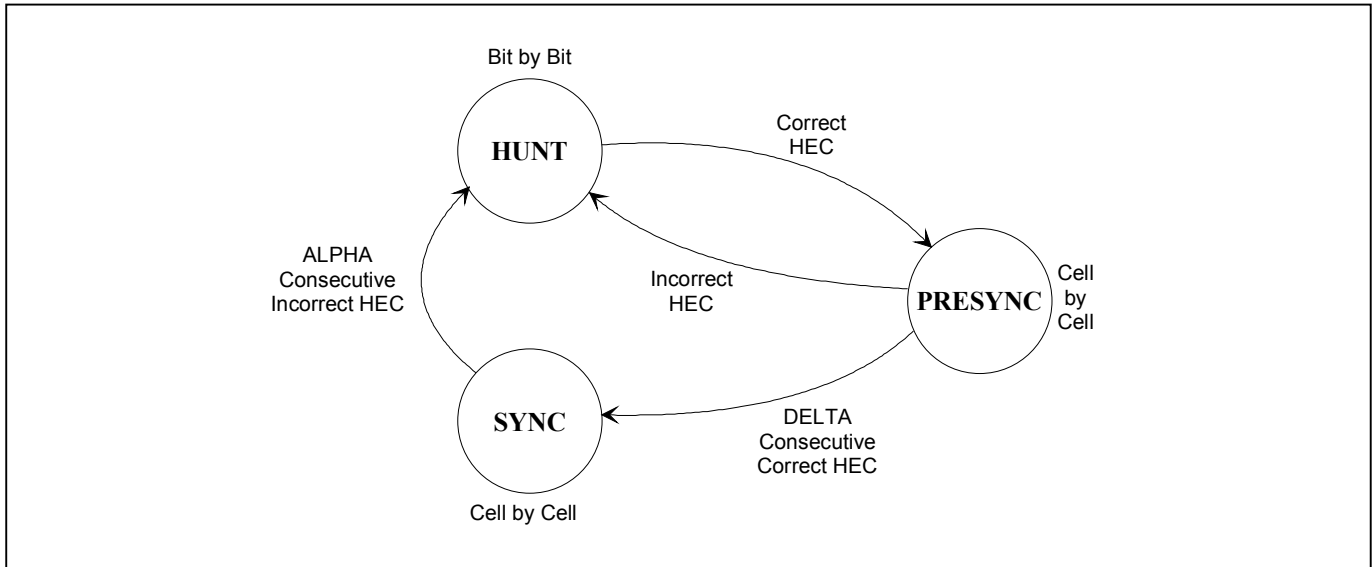 Bit by Bit
HUNT
Correct
HEC
ALPHA
Consecutive
Incorrect HEC
Incorrect
HEC
PRESYNC
Cell
by
Cell
SYNC
DELTA
Consecutive
Correct HEC
Cell by Cell